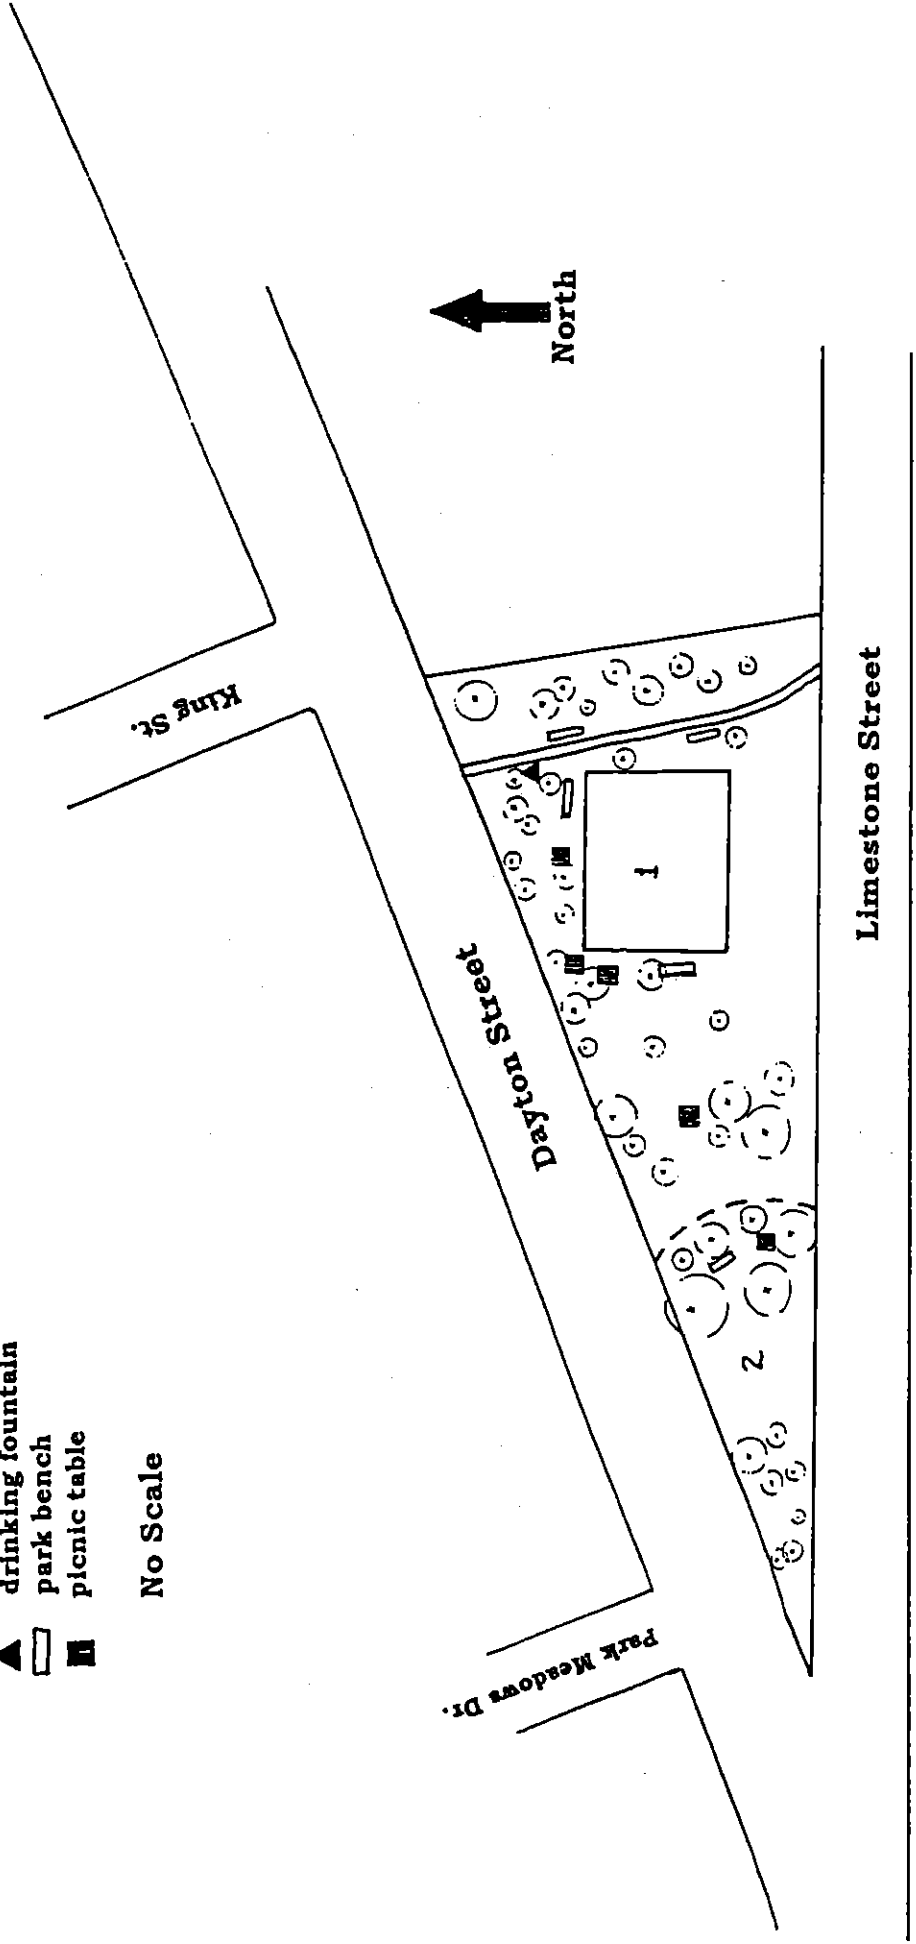 drinking fountain
park bench
picnic table
No Scale
King St.
North
Dayton Street
1
Limestone Street
2
Park Meadows Dr.